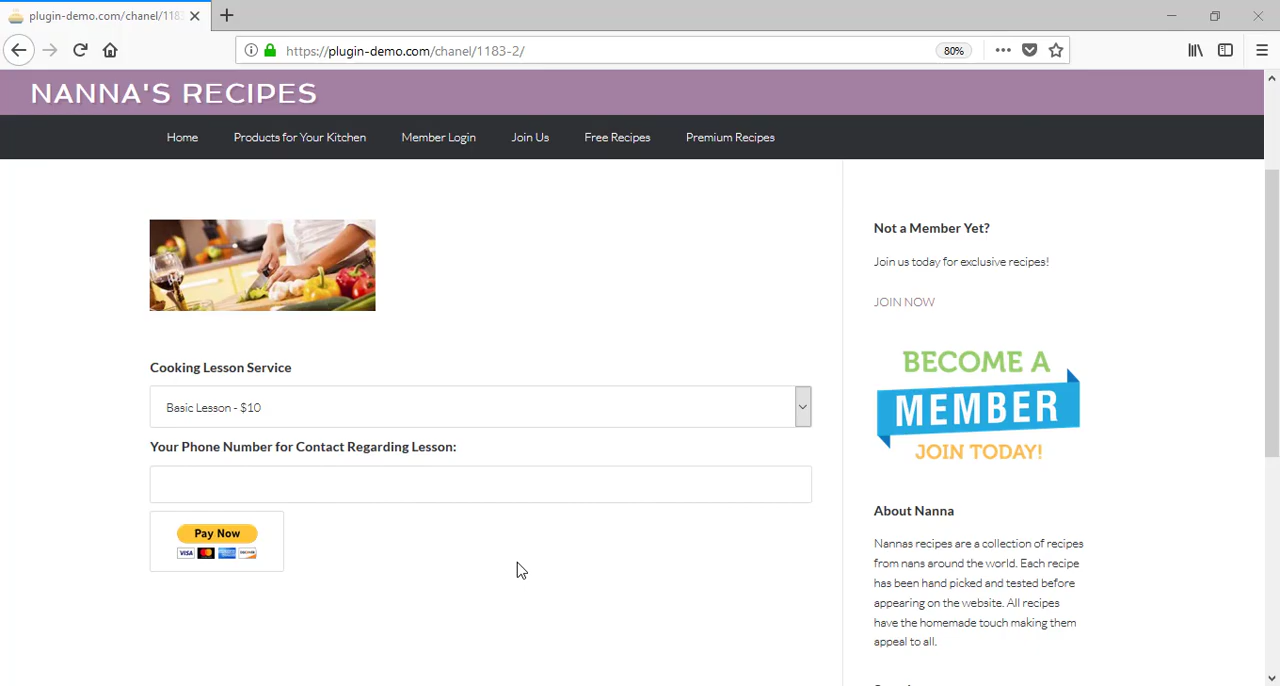 plugin-demo.com/chanel/118
https://plugin-demo.com/chanel/1183-2/
80%
NANNA'S RECIPES
Home
Products for Your Kitchen
Member Login
Join Us
Free Recipes
Premium Recipes
Cooking Lesson Service
Basic Lesson - $10
Your Phone Number for Contact Regarding Lesson:
Pay Now
VISA
Not a Member Yet?
Join us today for exclusive recipes!
JOIN NOW
BECOME A
MEMBER
JOIN TODAY!
About Nanna
Nannas recipes are a collection of recipes
from nans around the world. Each recipe
has been hand picked and tested before
appearing on the website. All recipes
have the homemade touch making them
appeal to all.